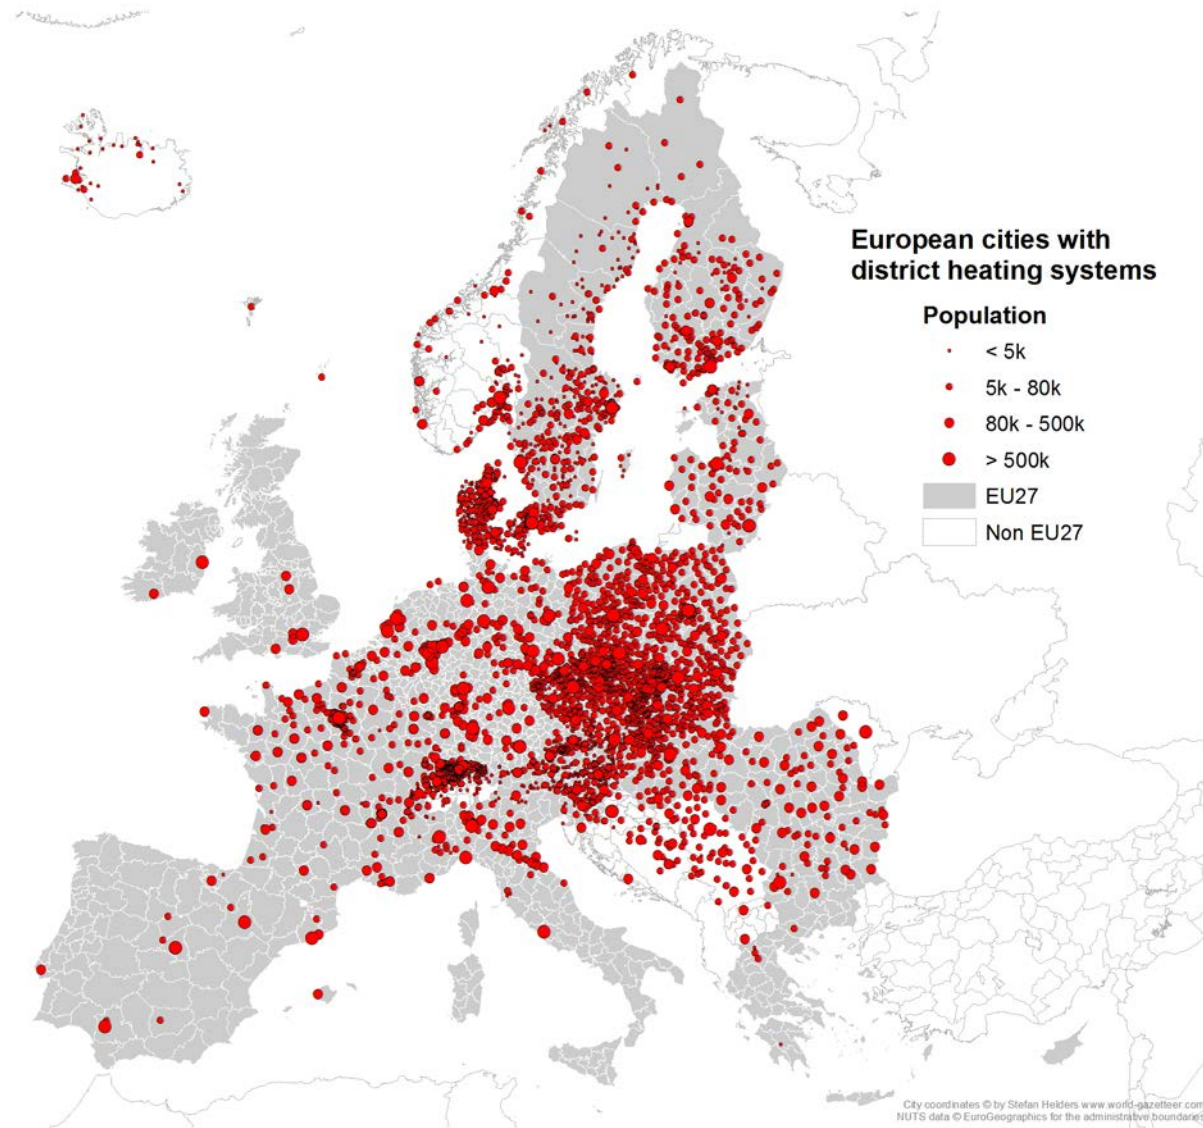 European cities with
district heating systems
Population
< 5k
5k - 80k
80k - 500k
> 500k
EU27
Non EU27
City coordinates © by Stefan Helders www.world-gazetteer.com
NUTS data © EuroGeographics for the administrative boundaries